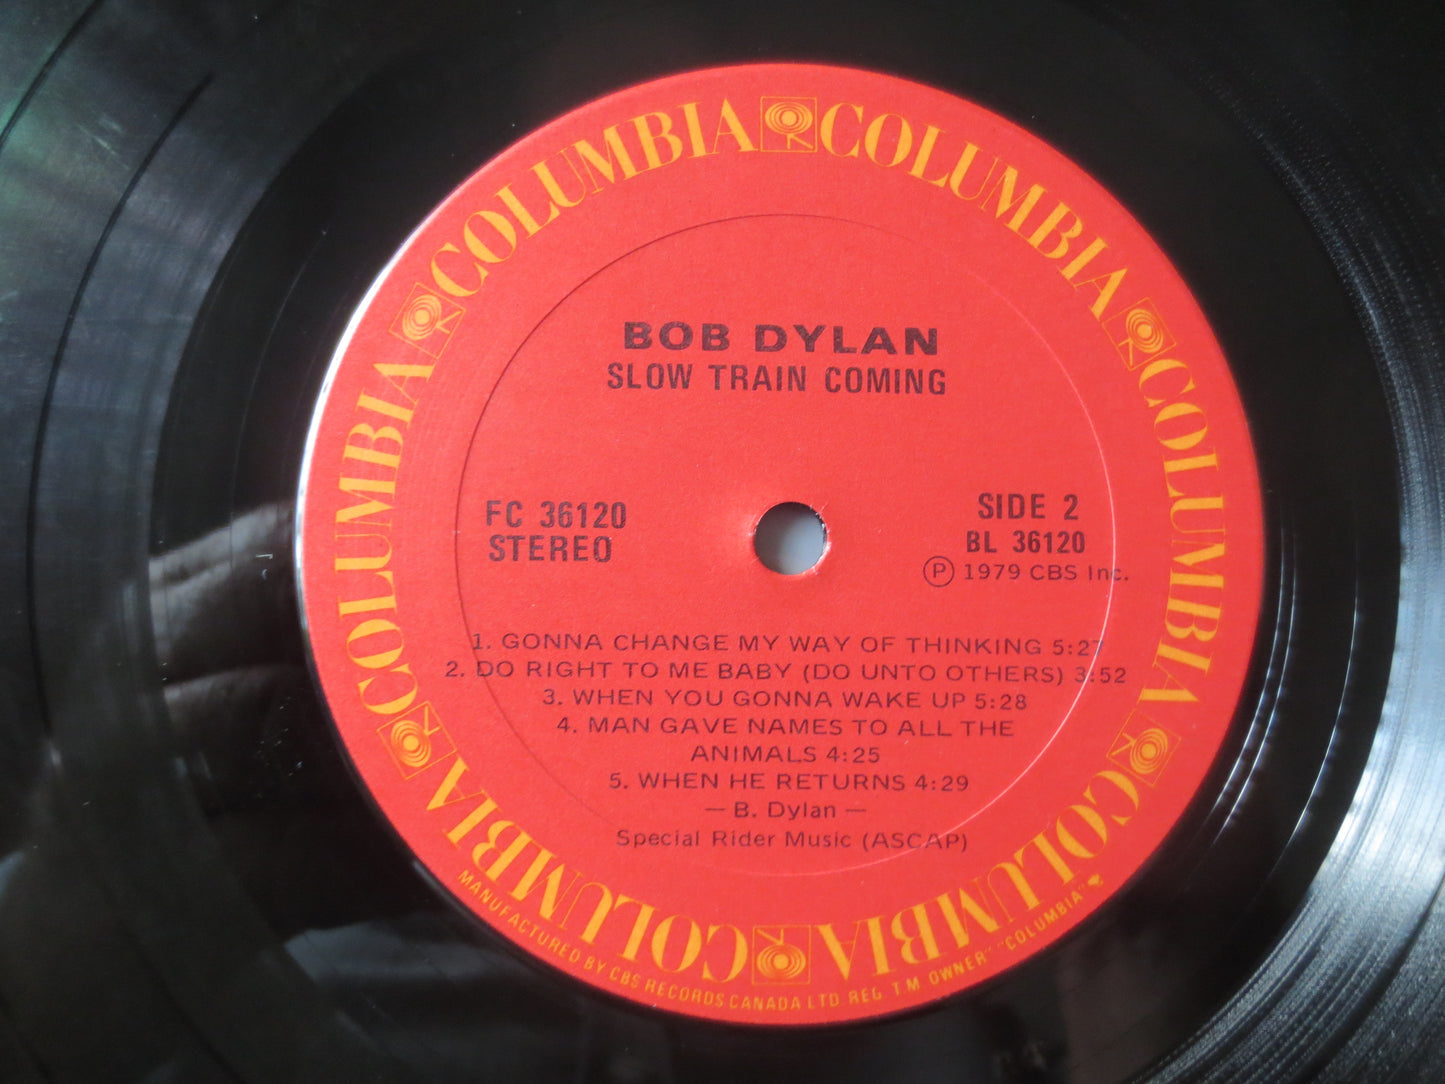 COLUMBIA COLUMBIA COLUMBIA COLUMBIA COLUMBIA COLUMBIA
BOB DYLAN
SLOW TRAIN COMING
FC 36120
STEREO
SIDE 2
BL 36120
Ⓟ 1979 CBS Inc.
1. GONNA CHANGE MY WAY OF THINKING 5:27
2. DO RIGHT TO ME BABY (DO UNTO OTHERS) 3:52
3. WHEN YOU GONNA WAKE UP 5:28
4. MAN GAVE NAMES TO ALL THE
ANIMALS 4:25
5. WHEN HE RETURNS 4:29
— B. Dylan —
Special Rider Music (ASCAP)
MANUFACTURED BY CBS RECORDS CANADA LTD. REG. T.M. OWNER "COLUMBIA",